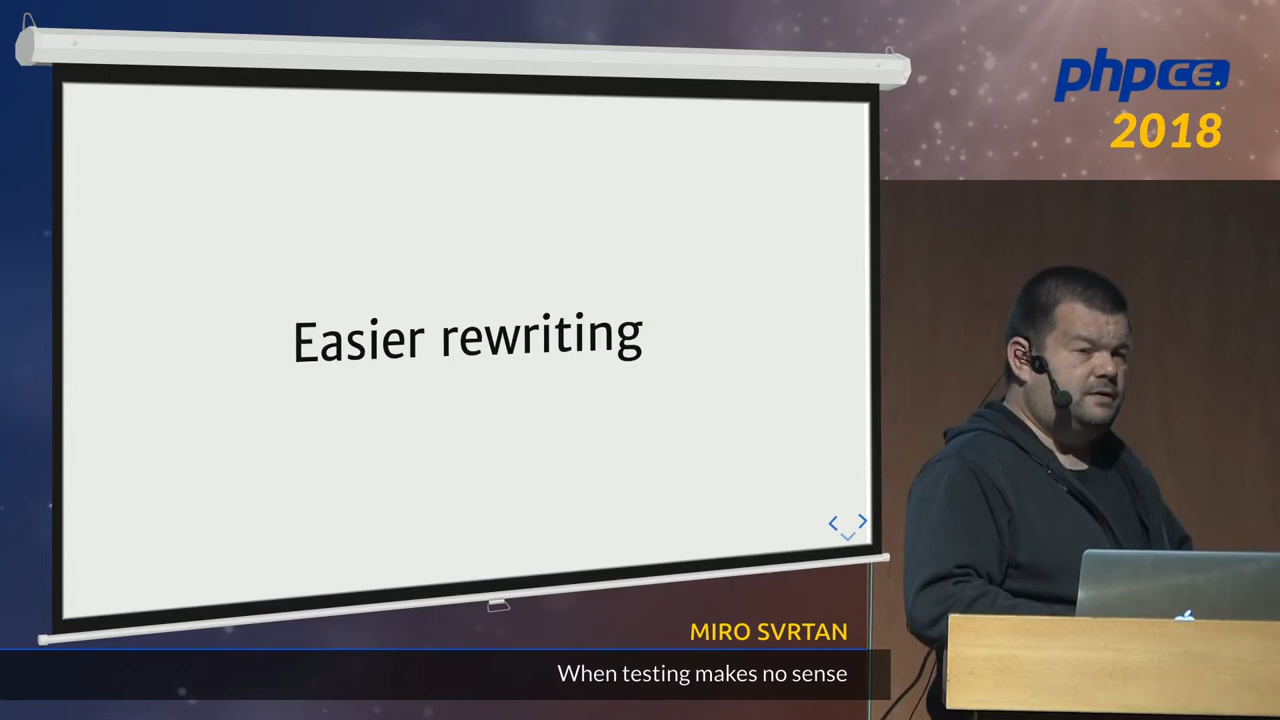 phpCE
2018
Easier rewriting
MIRO SVRTAN
When testing makes no sense